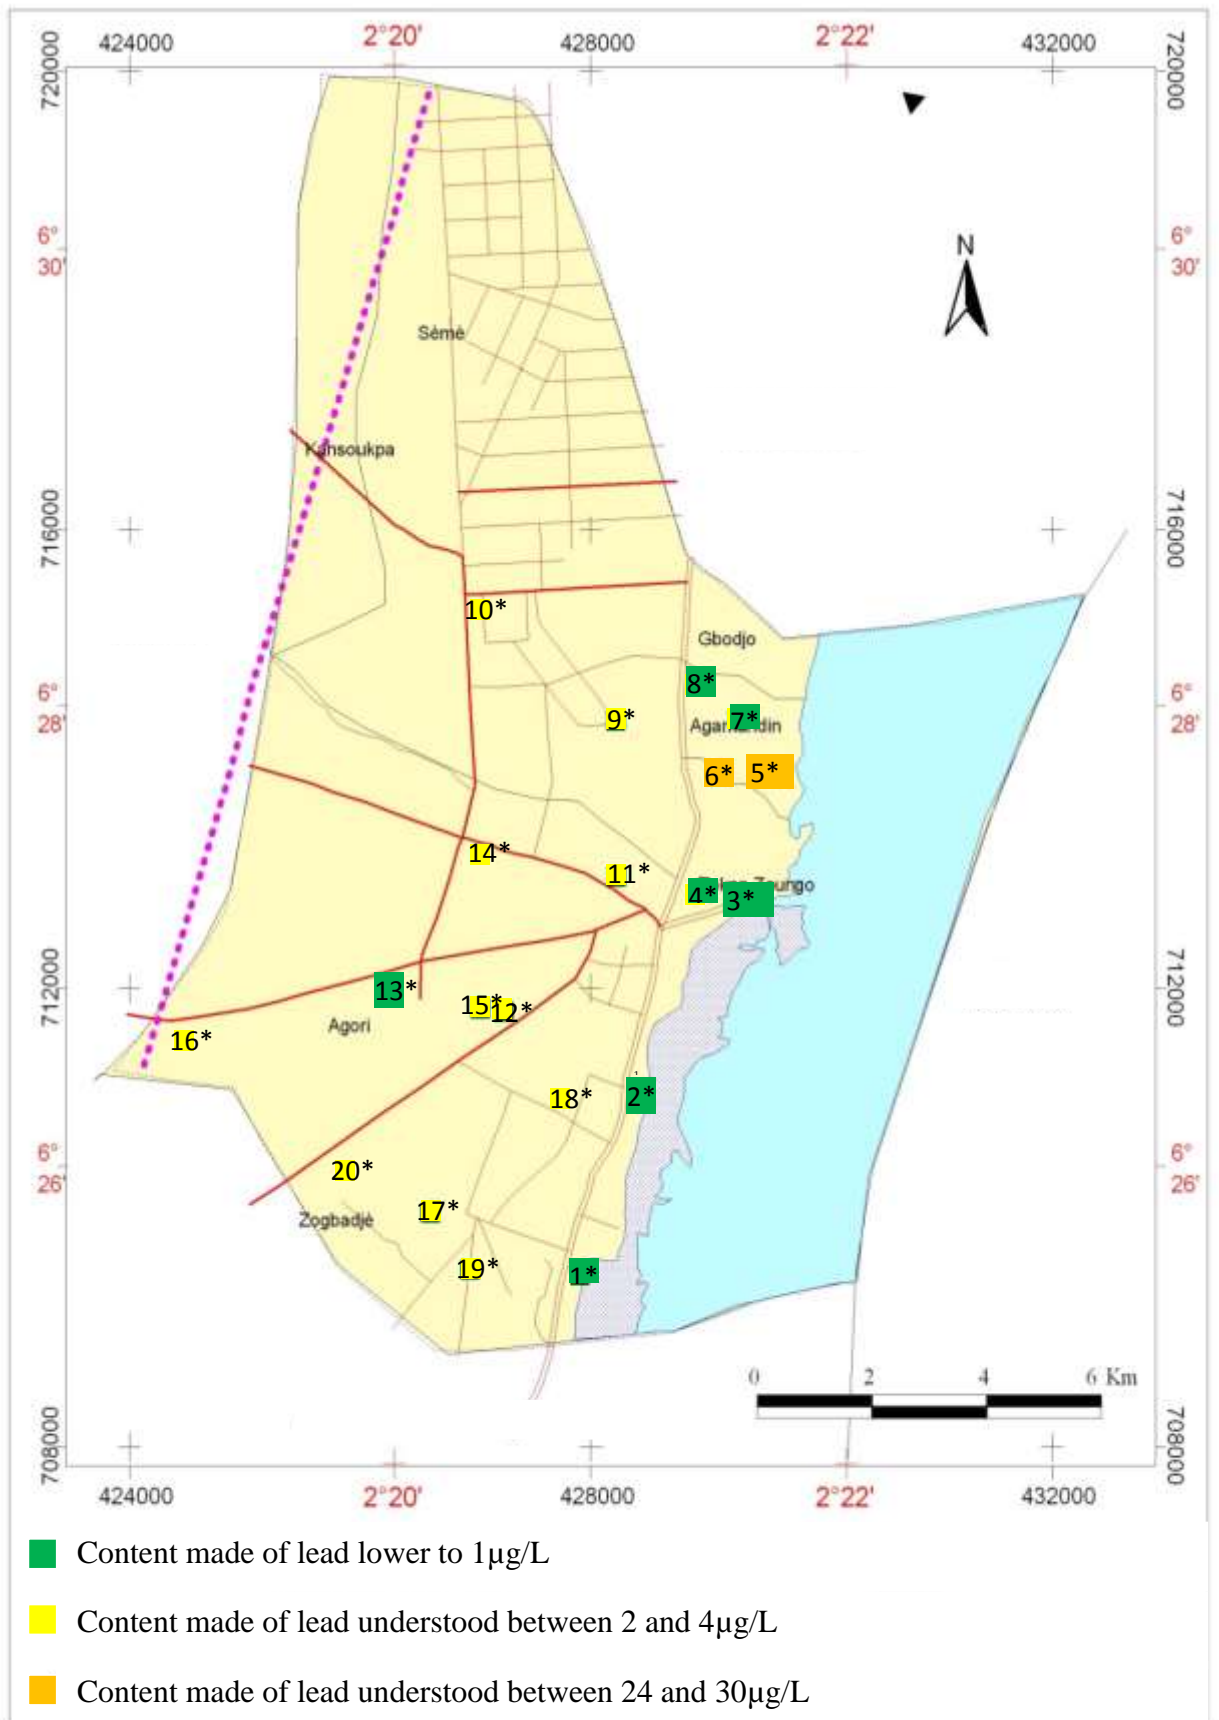 424000 2°20' 428000 2°22' 432000
720000 720000
N
6° 30' 6° 30'
Sèmè
Kansoukpa
716000 716000
10*
Gbodjo
8*
6° 28' 6° 28'
9* 7*
6* 5*
14*
11*
4* 3*
712000 712000
13*
15* 12*
Agori
16*
18* 2*
6° 26' 6° 26'
20*
17*
Zogbadjè
19* 1*
0 2 4 6 Km
708000 708000
424000 2°20' 428000 2°22' 432000
Content made of lead lower to 1µg/L
Content made of lead understood between 2 and 4µg/L
Content made of lead understood between 24 and 30µg/L